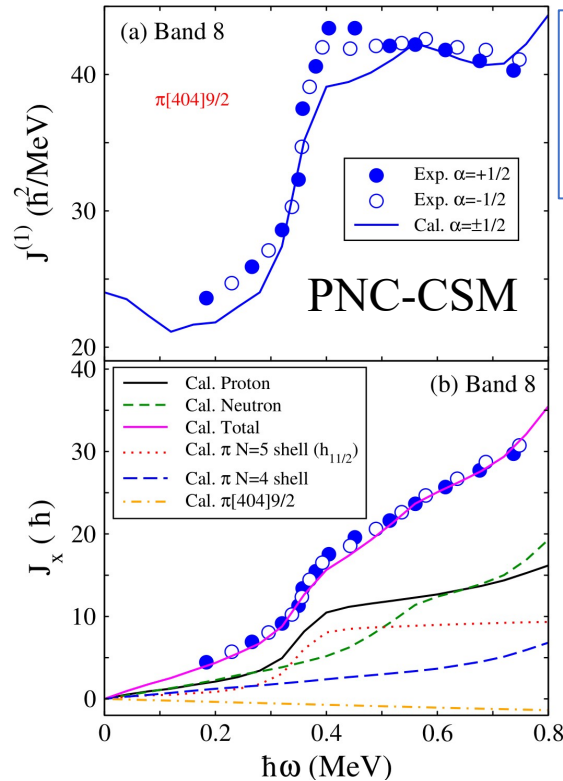 (a) Band 8
π[404]9/2
Exp. α=+1/2
Exp. α=-1/2
Cal. α=±1/2
PNC-CSM
J⁽¹⁾ (ħ²/MeV)
40
30
20
(b) Band 8
Cal. Proton
Cal. Neutron
Cal. Total
Cal. π N=5 shell (h₁₁/₂)
Cal. π N=4 shell
Cal. π[404]9/2
Jₓ (ħ)
40
30
20
10
0
0 0.2 0.4 0.6 0.8
ħω (MeV)